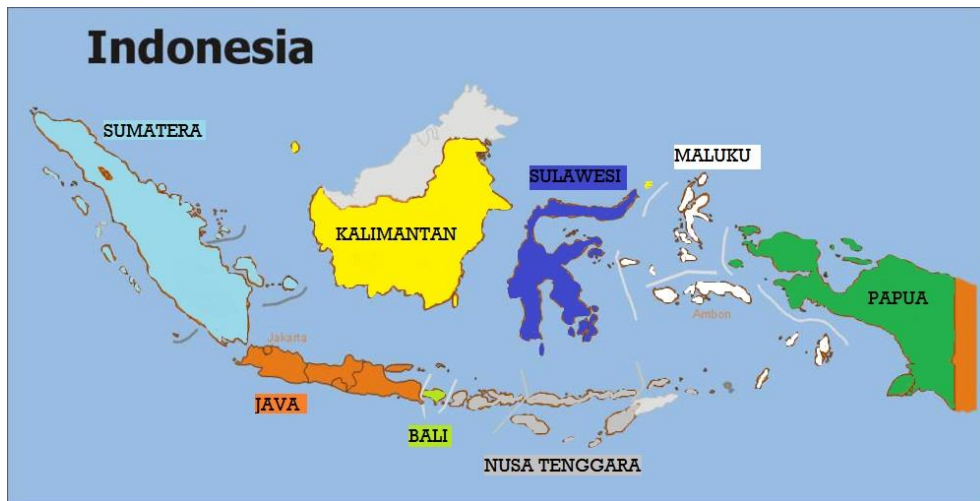 Indonesia
SUMATERA
MALUKU
SULAWESI
KALIMANTAN
PAPUA
Ambon
Jakarta
JAVA
BALI
NUSA TENGGARA